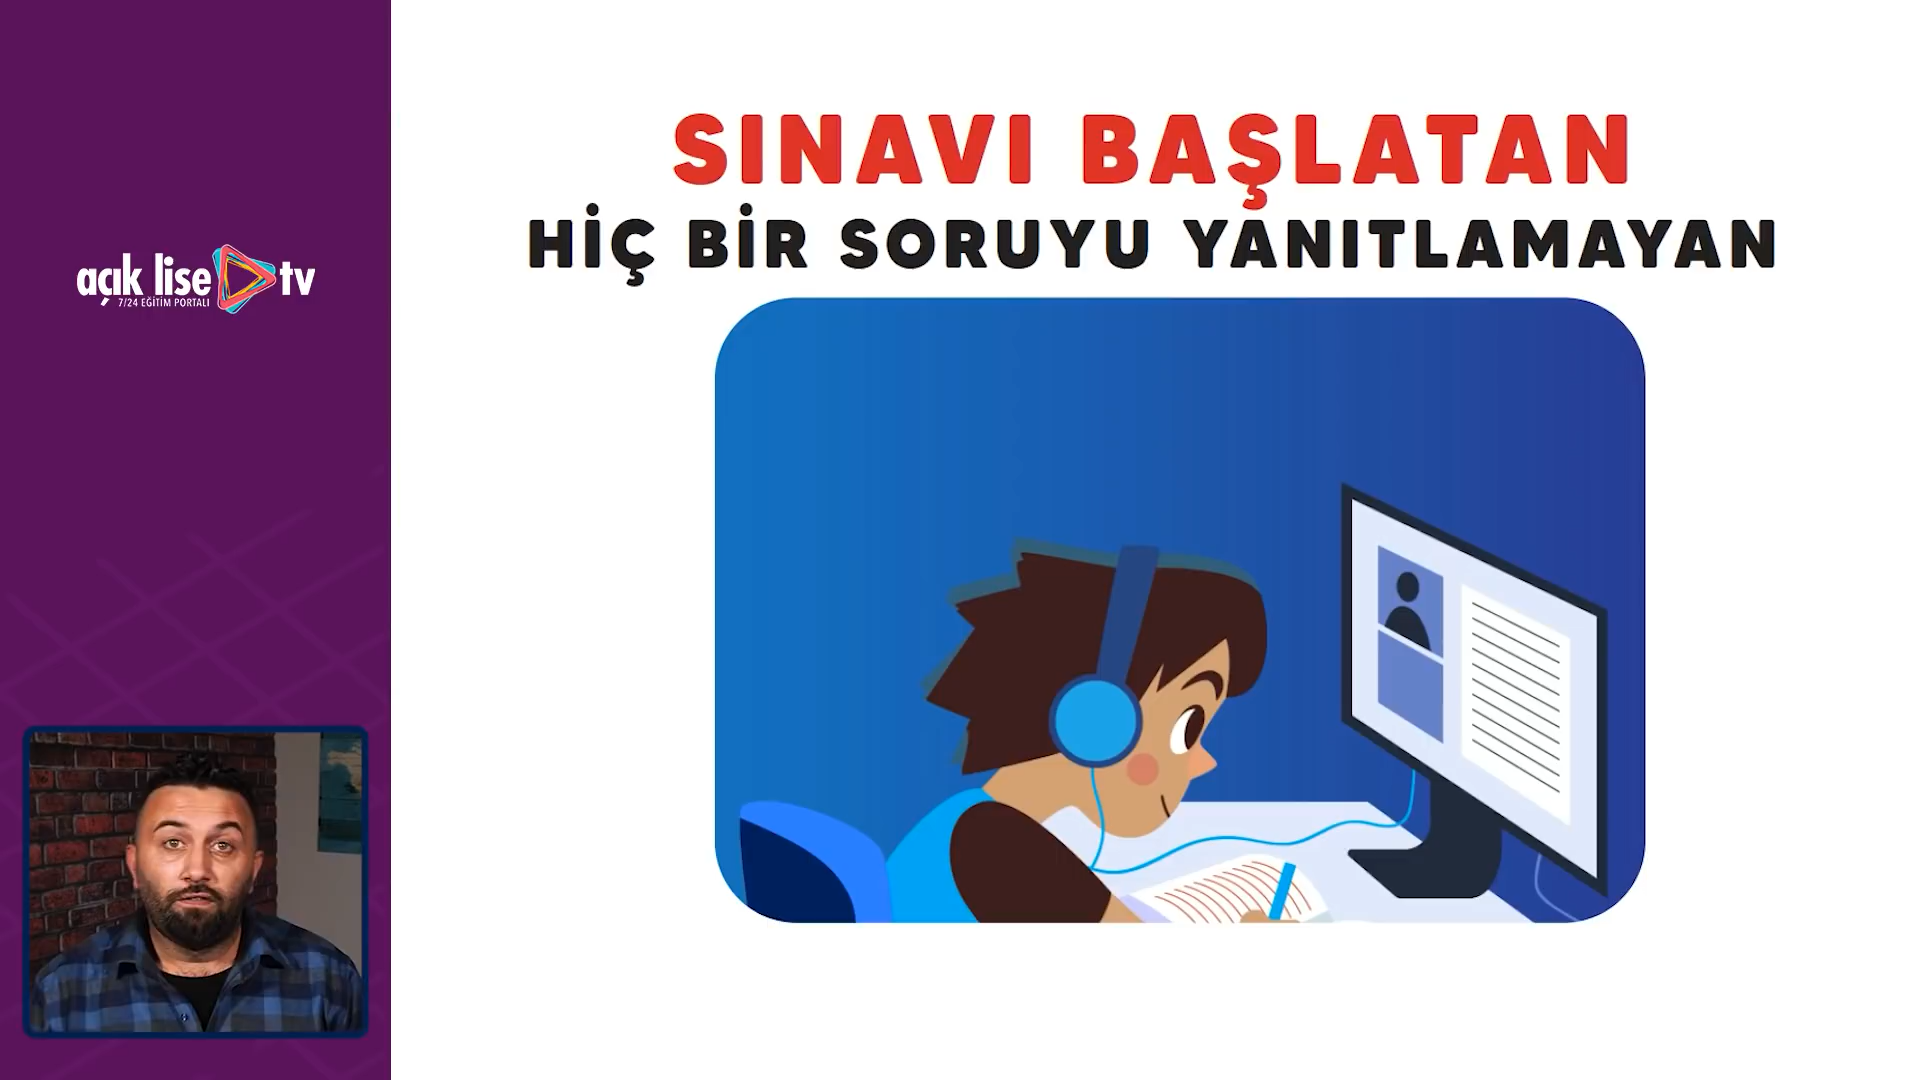 açık lise tv
7/24 EĞİTİM PORTALI
SINAVI BAŞLATAN
HİÇ BİR SORUYU YANITLAMAYAN